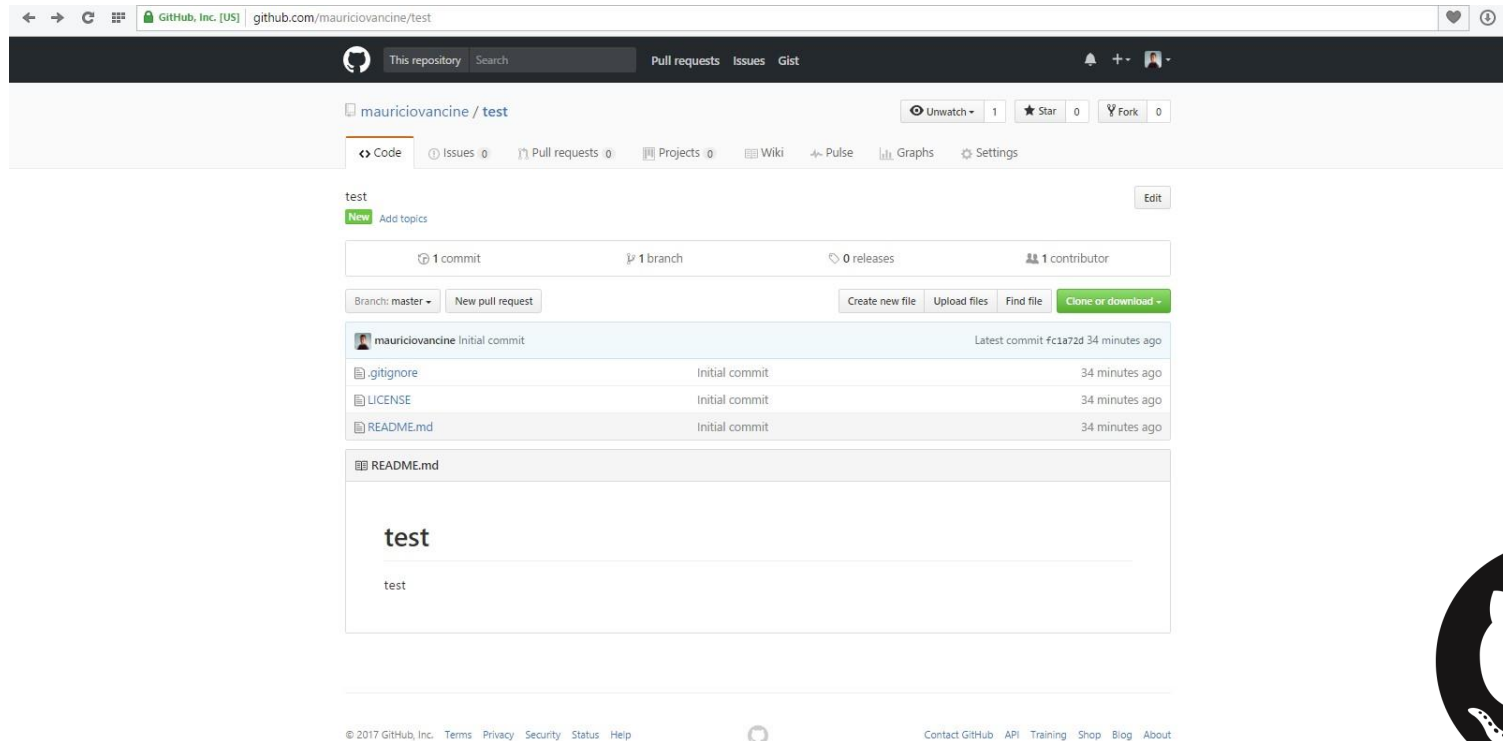 GitHub, Inc. [US] github.com/mauriciovancine/test
This repository Search Pull requests Issues Gist
mauriciovancine / test Unwatch 1 Star 0 Fork 0
Code Issues 0 Pull requests 0 Projects 0 Wiki Pulse Graphs Settings
test Edit
New Add topics
1 commit 1 branch 0 releases 1 contributor
Branch: master New pull request Create new file Upload files Find file Clone or download
mauriciovancine Initial commit Latest commit fc1a72d 34 minutes ago
.gitignore Initial commit 34 minutes ago
LICENSE Initial commit 34 minutes ago
README.md Initial commit 34 minutes ago
README.md
test
test
© 2017 GitHub, Inc. Terms Privacy Security Status Help Contact GitHub API Training Shop Blog About